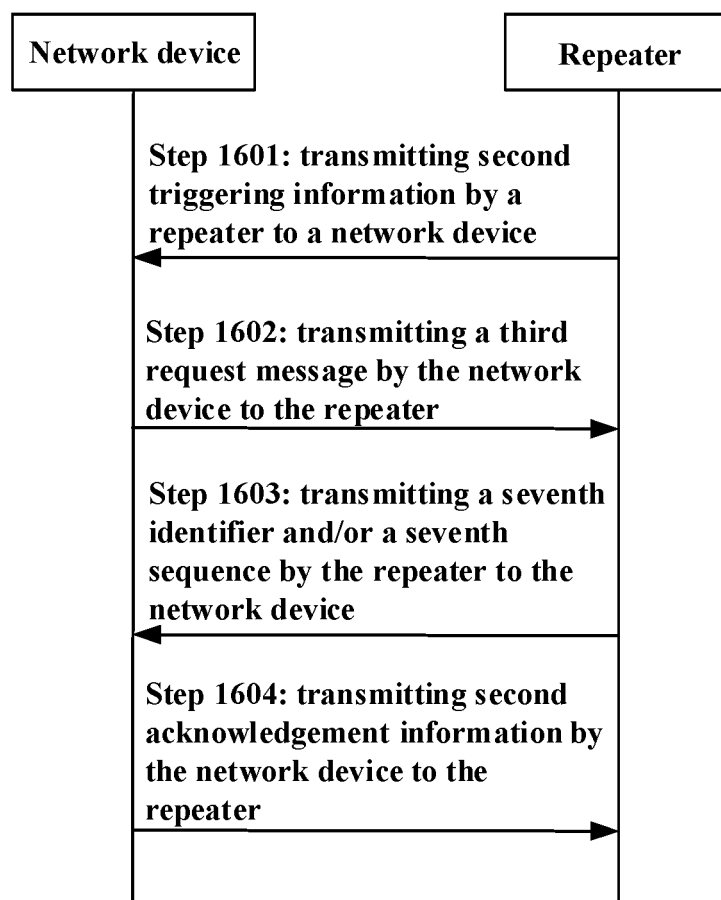 Network device
Repeater
Step 1601: transmitting second
triggering information by a
repeater to a network device
Step 1602: transmitting a third
request message by the network
device to the repeater
Step 1603: transmitting a seventh
identifier and/or a seventh
sequence by the repeater to the
network device
Step 1604: transmitting second
acknowledgement information by
the network device to the
repeater